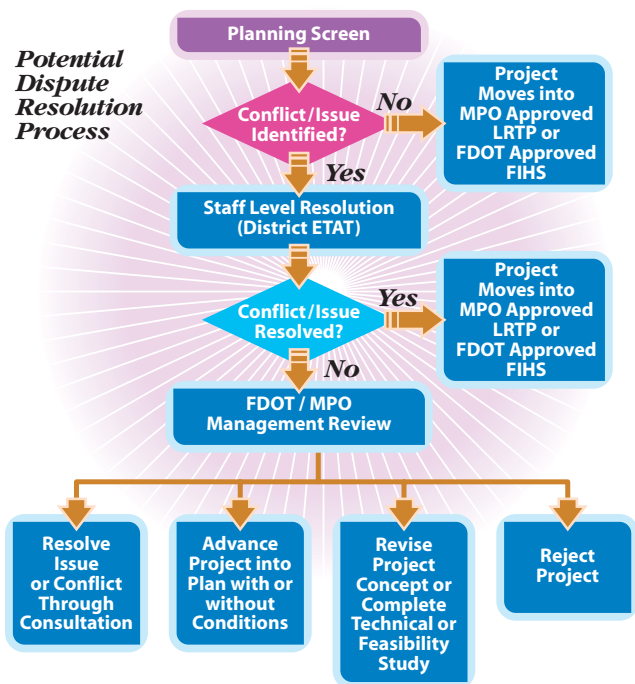 Potential
Dispute
Resolution
Process
Planning Screen
Conflict/Issue
Identified?
No
Project
Moves into
MPO Approved
LRTP or
FDOT Approved
FIHS
Yes
Staff Level Resolution
(District ETAT)
Conflict/Issue
Resolved?
Yes
Project
Moves into
MPO Approved
LRTP or
FDOT Approved
FIHS
No
FDOT / MPO
Management Review
Resolve
Issue
or Conflict
Through
Consultation
Advance
Project into
Plan with or
without
Conditions
Revise
Project
Concept or
Complete
Technical or
Feasibility
Study
Reject
Project